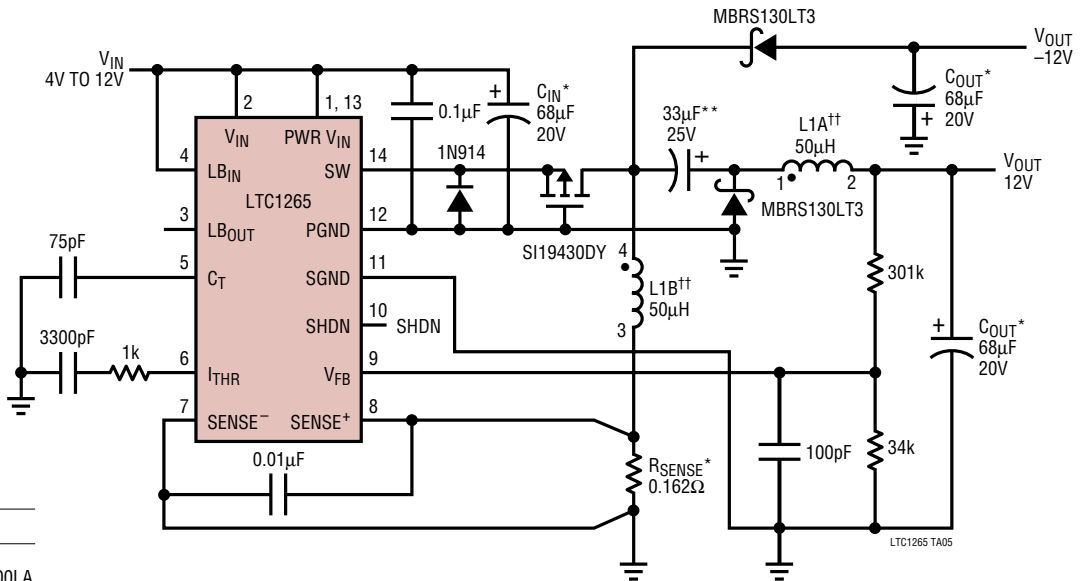 MBRS130LT3
VOUT
–12V
VIN
4V TO 12V
COUT*
68µF
20V
+
2
1, 13
0.1µF
+
CIN*
68µF
20V
33µF**
25V
+
L1A††
50µH
1
2
VOUT
12V
VIN
PWR VIN
4
LBIN
SW
14
1N914
LTC1265
3
LBOUT
PGND
12
SI19430DY
MBRS130LT3
75pF
5
CT
SGND
11
4
L1B††
50µH
3
301k
SHDN
10
SHDN
3300pF
1k
6
ITHR
VFB
9
+
COUT*
68µF
20V
7
SENSE–
SENSE+
8
0.01µF
RSENSE*
0.162Ω
100pF
34k
LTC1265 TA05
00LA